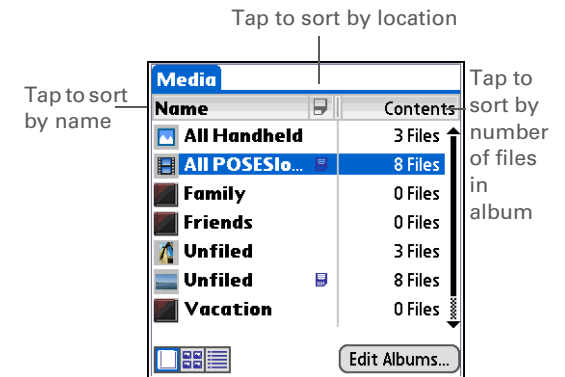 Tap to sort by location
Tap to sort
by name
Tap to
sort by
number
of files
in
album
Media
Name Contents
All Handheld 3 Files
All POSESlo... 8 Files
Family 0 Files
Friends 0 Files
Unfiled 3 Files
Unfiled 8 Files
Vacation 0 Files
Edit Albums...